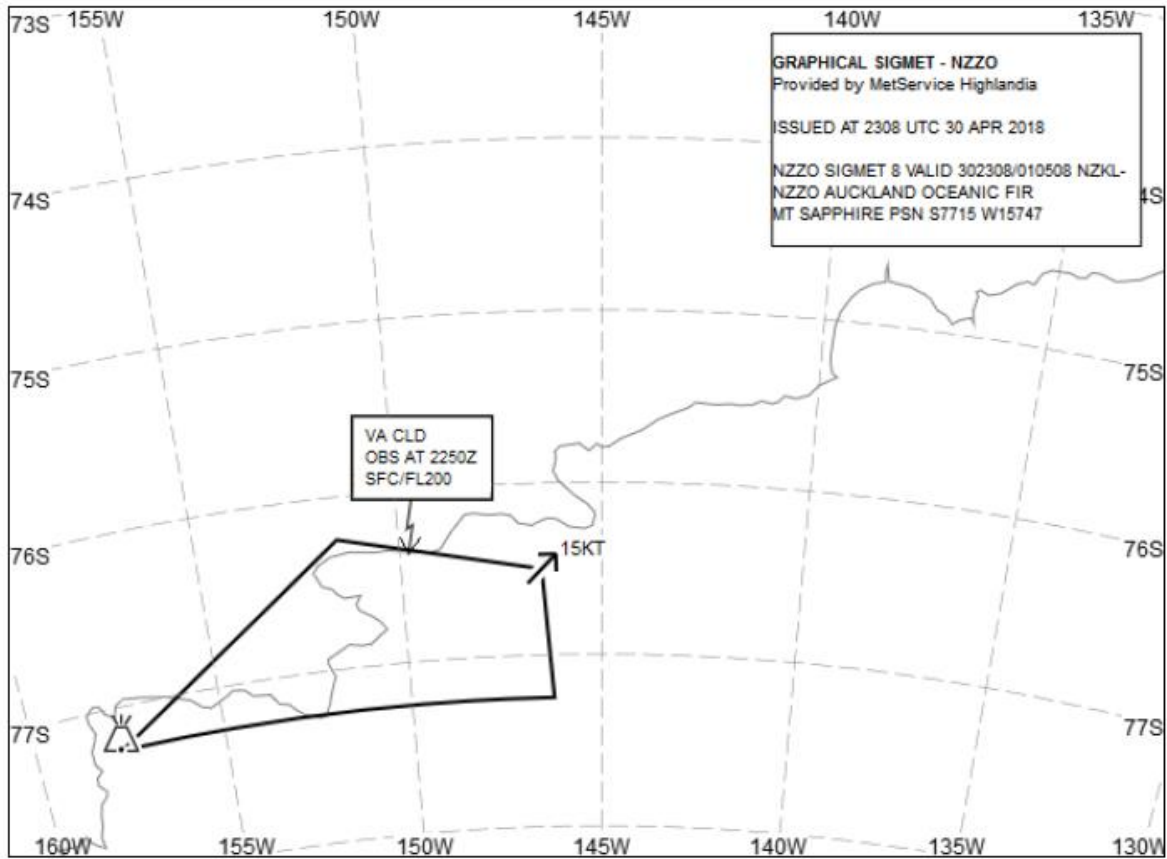 73S 155W 150W 145W 140W 135W
GRAPHICAL SIGMET - NZZO
Provided by MetService Highlandia
ISSUED AT 2308 UTC 30 APR 2018
NZZO SIGMET 8 VALID 302308/010508 NZKL-
NZZO AUCKLAND OCEANIC FIR
MT SAPPHIRE PSN S7715 W15747
74S 4S
75S 75S
VA CLD
OBS AT 2250Z
SFC/FL200
76S 15KT 76S
77S 77S
160W 155W 150W 145W 140W 135W 130W